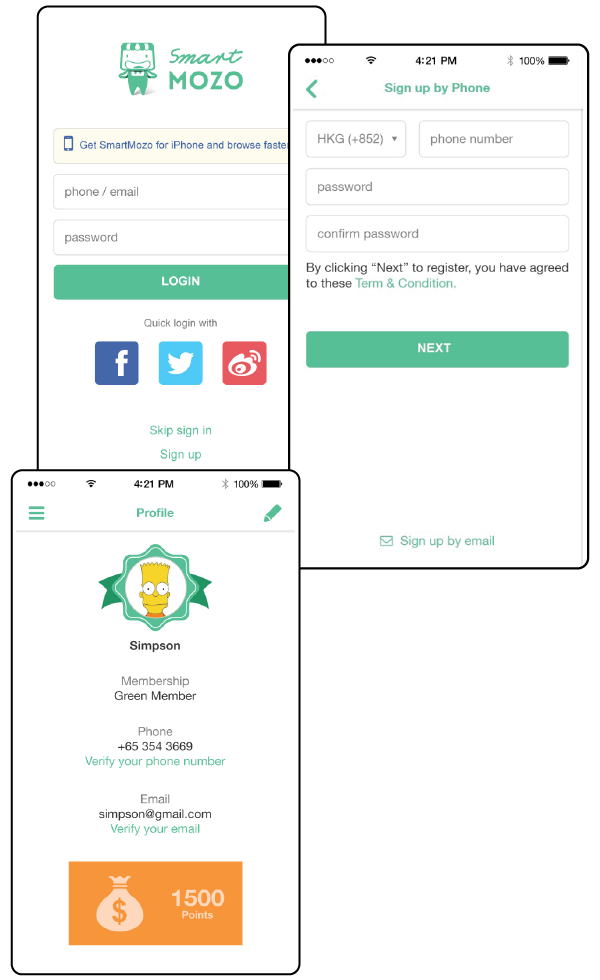 Smart
MOZO
Get SmartMozo for iPhone and browse faster
phone / email
password
LOGIN
Quick login with
f
Skip sign in
Sign up
4:21 PM
100%
Sign up by Phone
HKG (+852)
phone number
password
confirm password
By clicking “Next” to register, you have agreed
to these Term & Condition.
NEXT
Sign up by email
4:21 PM
100%
Profile
Simpson
Membership
Green Member
Phone
+65 354 3669
Verify your phone number
Email
simpson@gmail.com
Verify your email
$
1500
Points